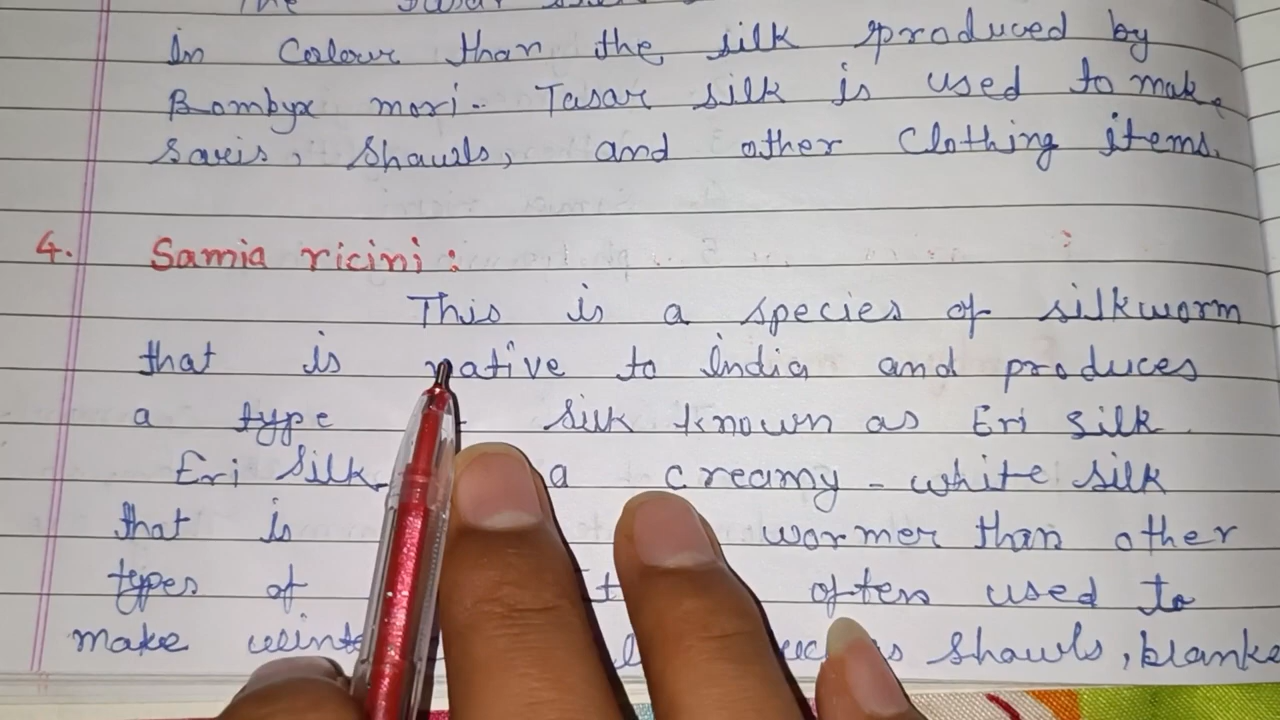 The
in Colour than the silk produced by
Bombyx mori. Tasar silk is used to make
Saris, Shawls, and other Clothing items.
4. Samia ricini :
This is a species of silkworm
that is native to India and produces
a type silk known as Eri silk
Eri Silk a creamy - white silk
that is warmer than other
types of often used to
make Shawls, blanke